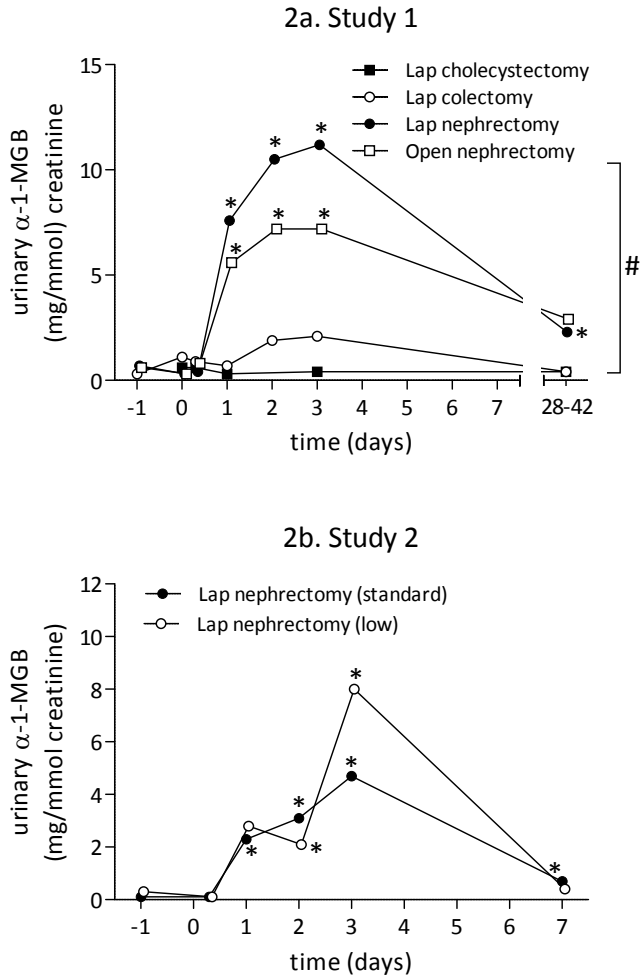 2a. Study 1
15
10
5
0
urinary α-1-MGB
(mg/mmol) creatinine
Lap cholecystectomy
Lap colectomy
Lap nephrectomy
Open nephrectomy
* * *
* * *
*
#
-1 0 1 2 3 4 5 6 7 28-42
time (days)
2b. Study 2
12
10
8
6
4
2
0
urinary α-1-MGB
(mg/mmol creatinine)
Lap nephrectomy (standard)
Lap nephrectomy (low)
*
* *
* *
*
-1 0 1 2 3 4 5 6 7
time (days)